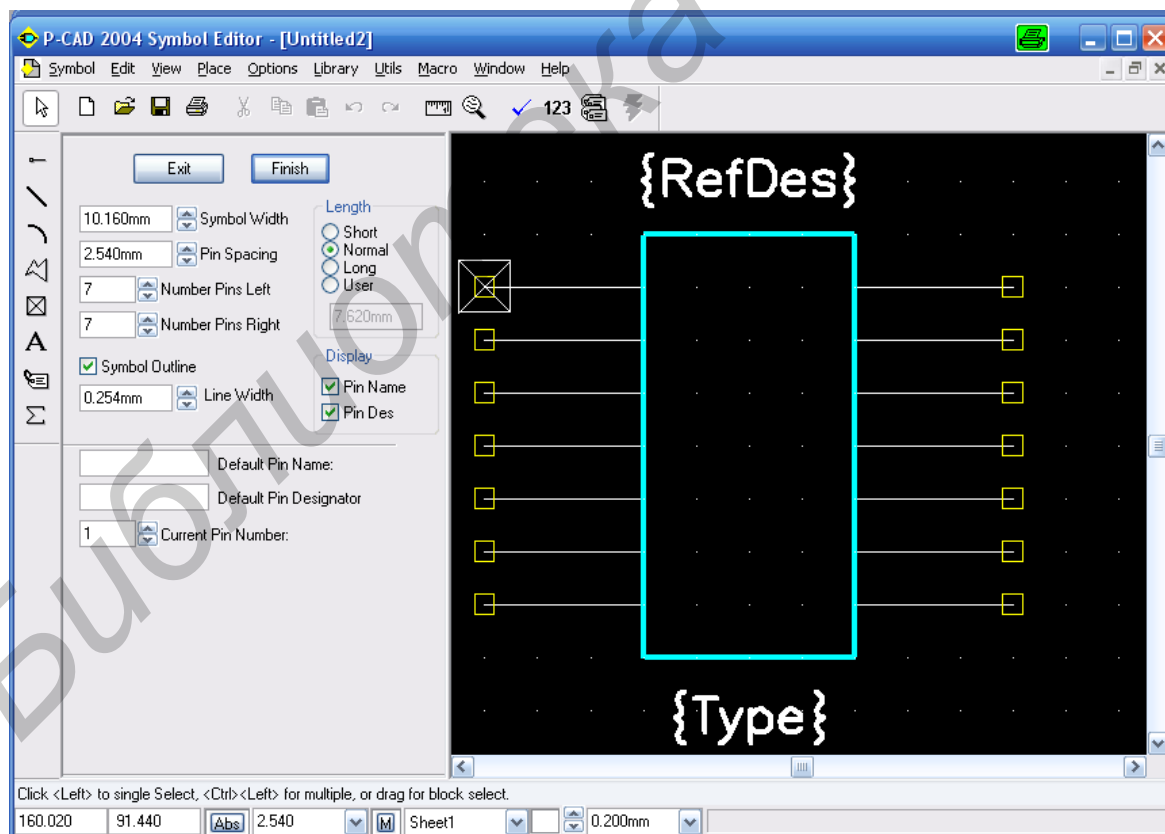 P-CAD 2004 Symbol Editor - [Untitled2]
Symbol Edit View Place Options Library Utils Macro Window Help
123
Exit Finish
10.160mm Symbol Width
2.540mm Pin Spacing
7 Number Pins Left
7 Number Pins Right
Symbol Outline
0.254mm Line Width
Length
Short
Normal
Long
User
7.620mm
Display
Pin Name
Pin Des
Default Pin Name:
Default Pin Designator
1 Current Pin Number:
A
Σ
{RefDes}
{Type}
Click <Left> to single Select, <Ctrl><Left> for multiple, or drag for block select.
160.020 91.440 Abs 2.540 M Sheet1 0.200mm
Библиотека